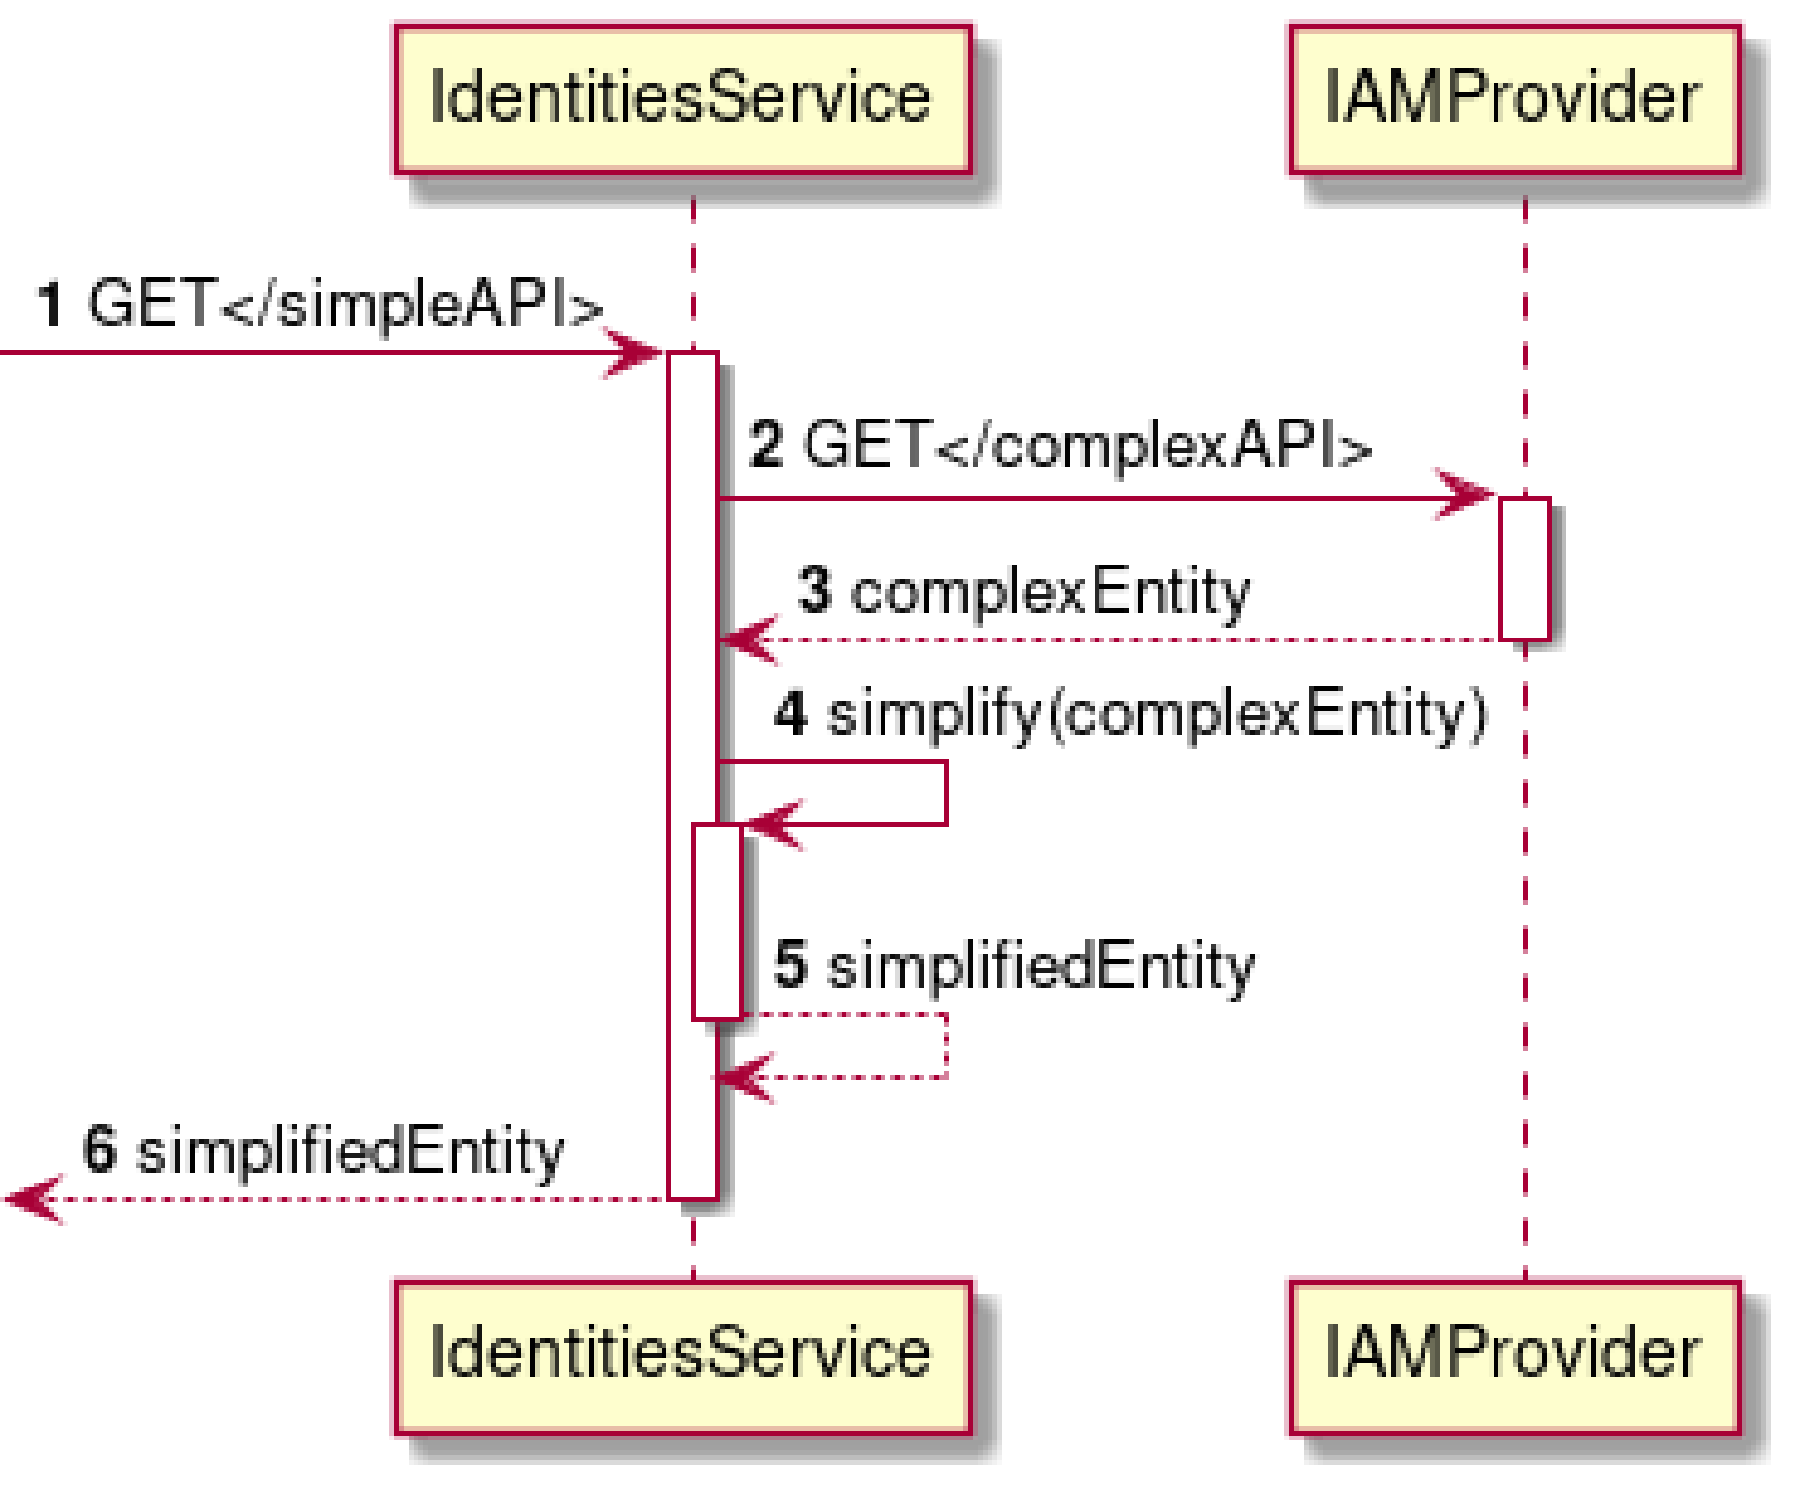 IdentitiesService
IAMProvider
1 GET</simpleAPI>
2 GET</complexAPI>
3 complexEntity
4 simplify(complexEntity)
5 simplifiedEntity
6 simplifiedEntity
IdentitiesService
IAMProvider